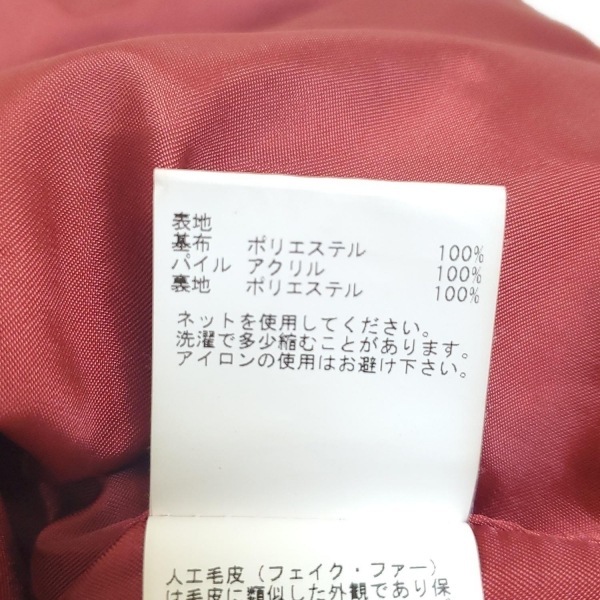 表地
基布 ポリエステル 100%
パイル アクリル 100%
裏地 ポリエステル 100%
ネットを使用してください。
洗濯で多少縮むことがあります。
アイロンの使用はお避け下さい。
人工毛皮（フェイク・ファー）
は毛皮に類似した外観であり保